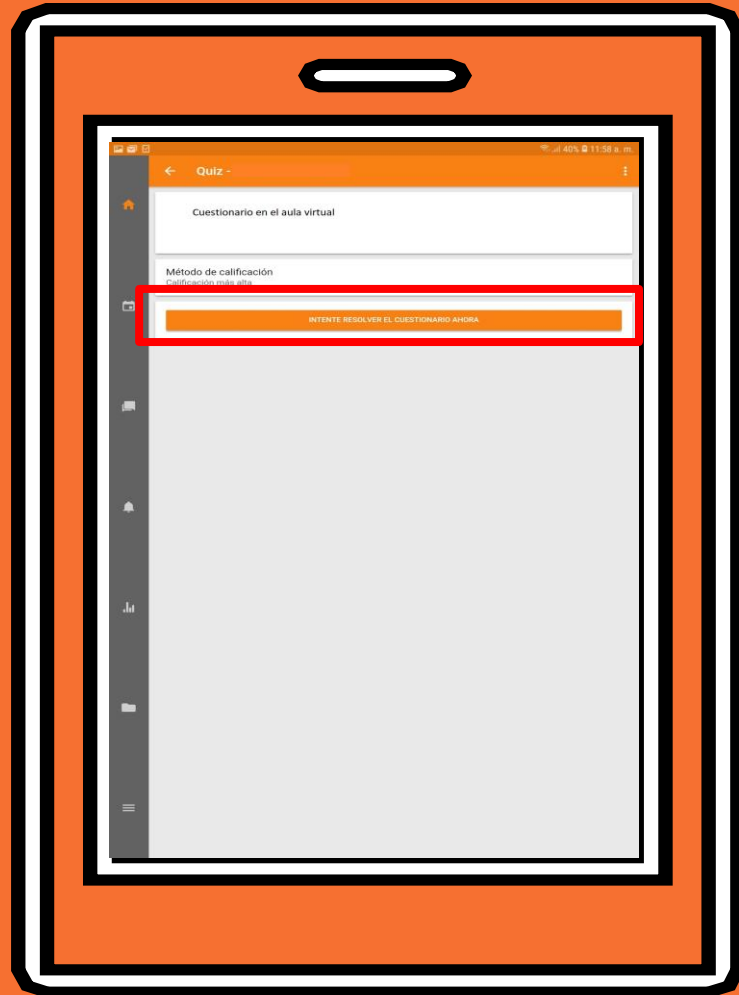 40% 11:58 a. m.
Quiz -
Cuestionario en el aula virtual
Método de calificación
Calificación más alta
INTENTE RESOLVER EL CUESTIONARIO AHORA